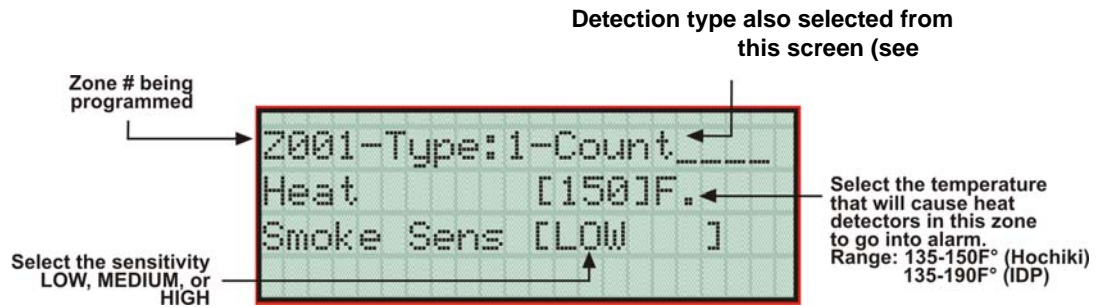 Detection type also selected from
this screen (see
Zone # being
programmed
Z001-Type:1-Count____
Heat [150]F.
Smoke Sens [LOW ]
Select the temperature
that will cause heat
detectors in this zone
to go into alarm.
Range: 135-150F° (Hochiki)
135-190F° (IDP)
Select the sensitivity
LOW, MEDIUM, or
HIGH